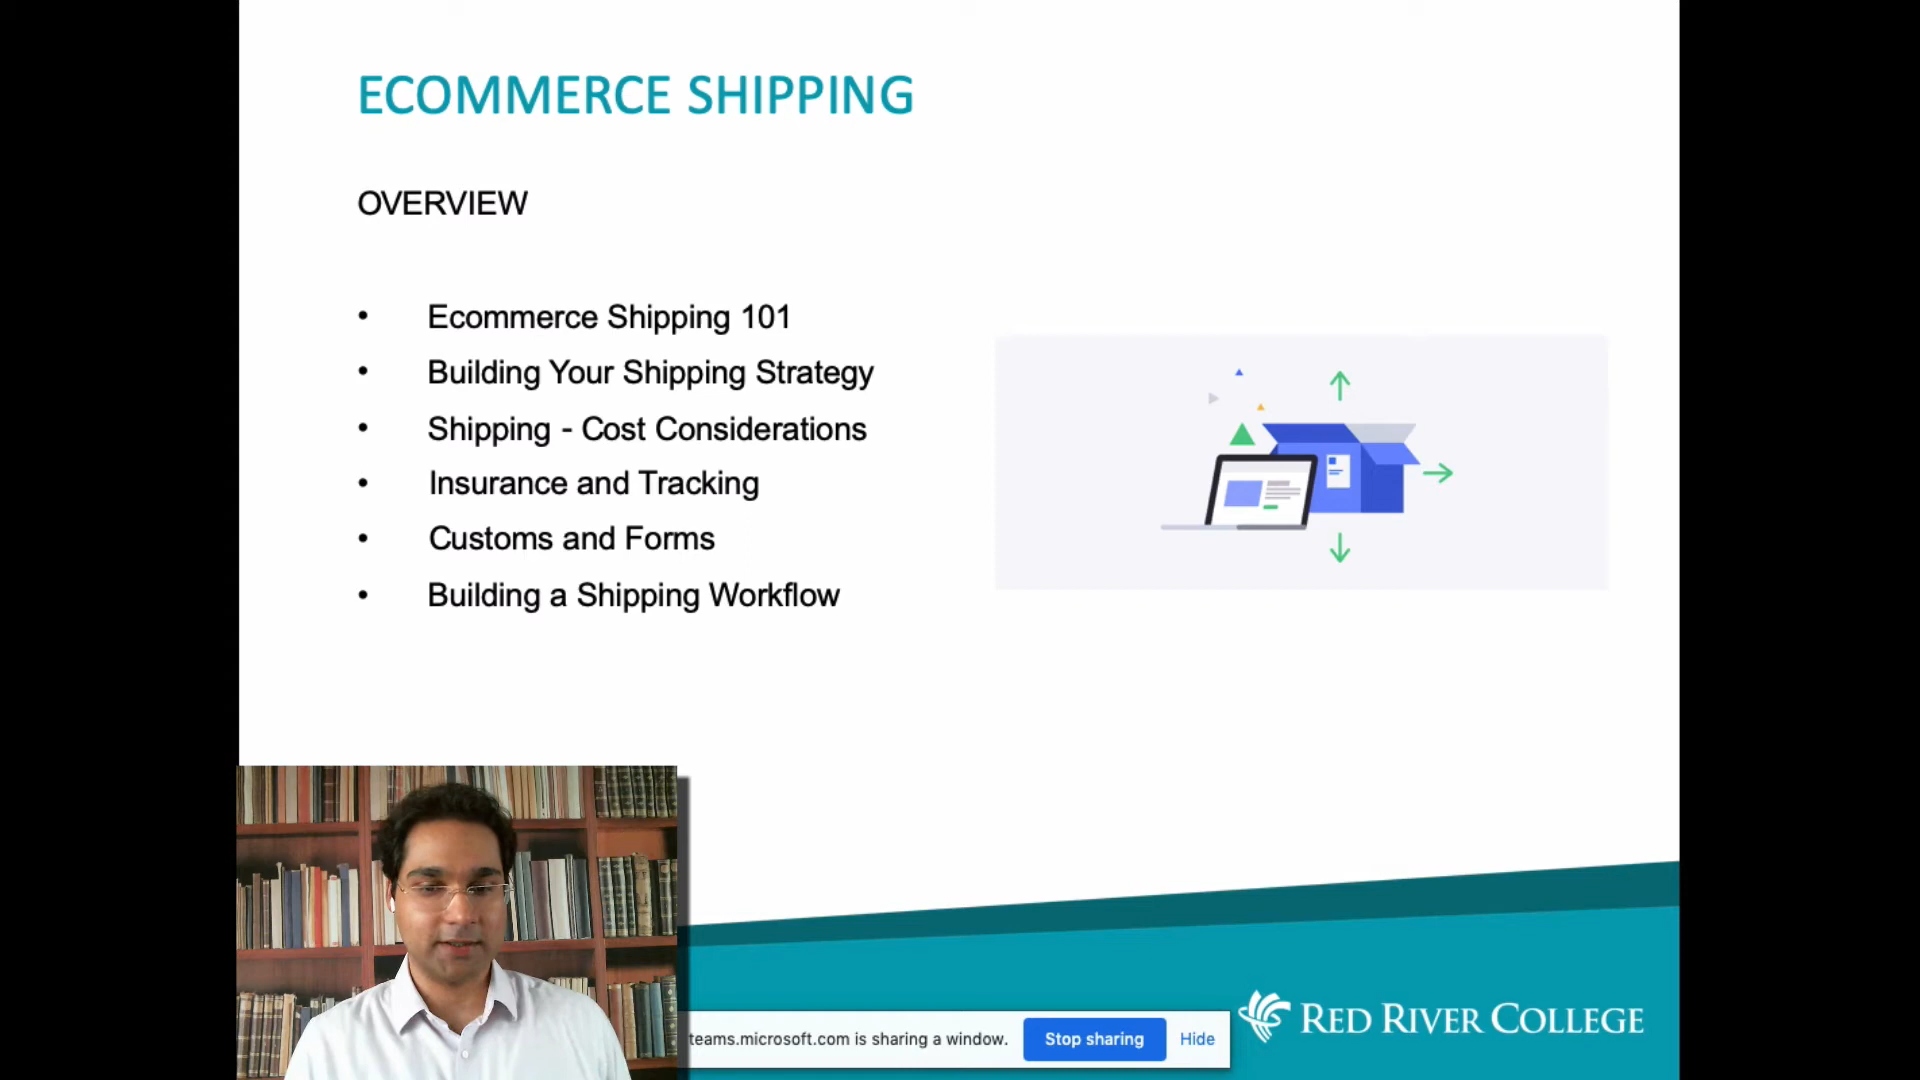 ECOMMERCE SHIPPING
OVERVIEW
• Ecommerce Shipping 101
• Building Your Shipping Strategy
• Shipping - Cost Considerations
• Insurance and Tracking
• Customs and Forms
• Building a Shipping Workflow
teams.microsoft.com is sharing a window.
Stop sharing
Hide
RED RIVER COLLEGE